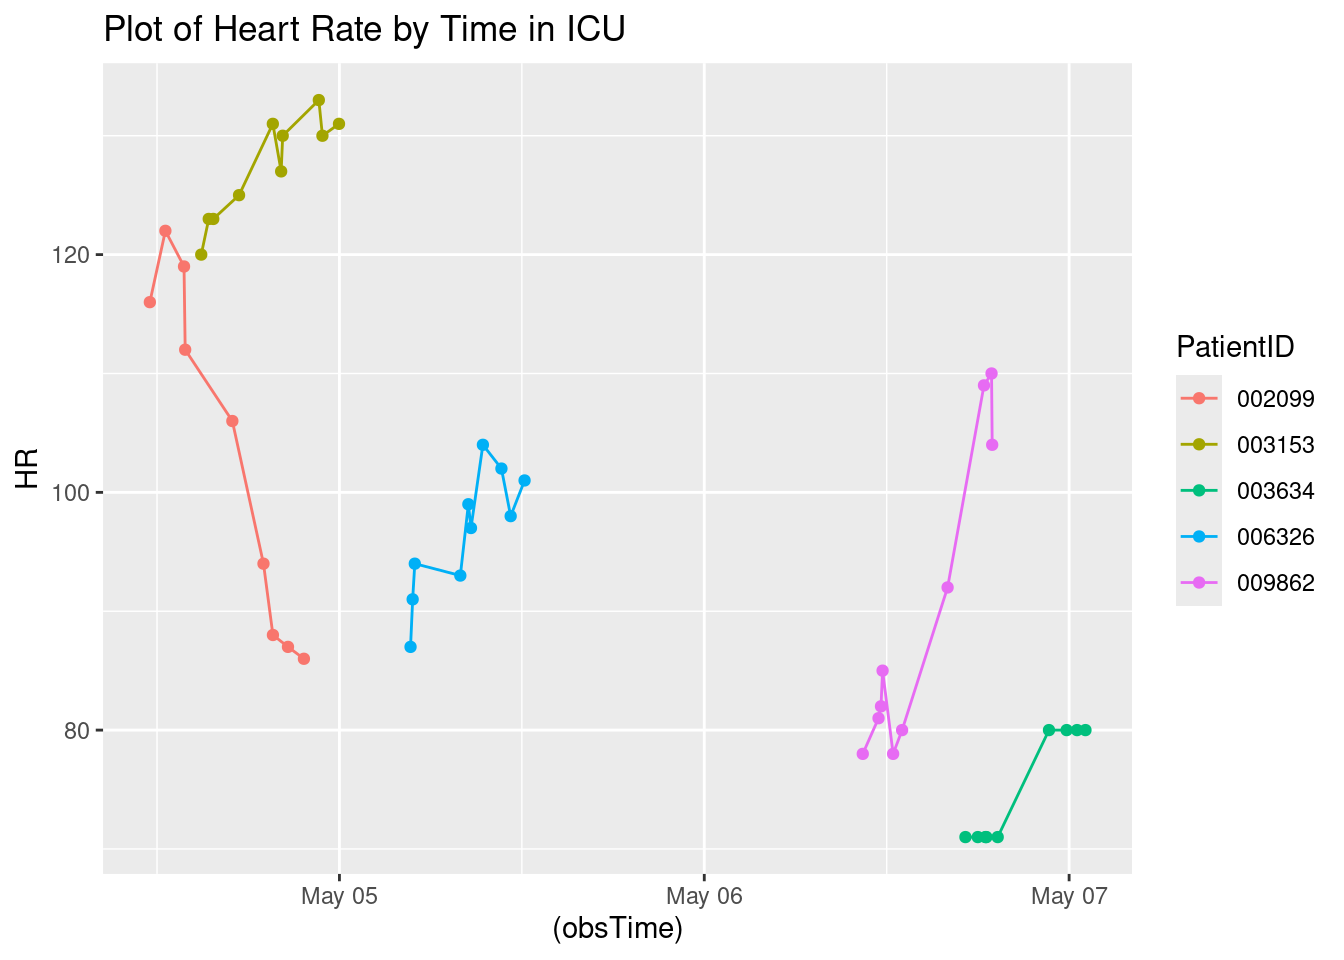 Plot of Heart Rate by Time in ICU
HR
120
100
80
May 05
May 06
May 07
(obsTime)
PatientID
002099
003153
003634
006326
009862